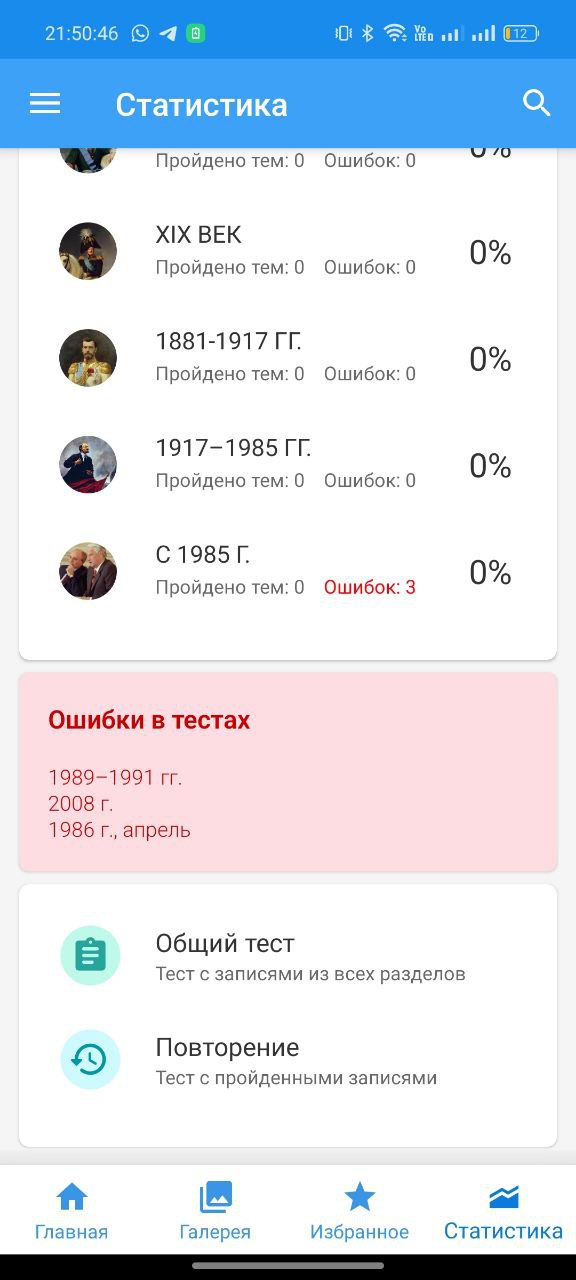 21:50:46
Vo
LTE
12
Статистика
Пройдено тем: 0 Ошибок: 0
0%
XIX ВЕК
Пройдено тем: 0 Ошибок: 0
0%
1881-1917 ГГ.
Пройдено тем: 0 Ошибок: 0
0%
1917–1985 ГГ.
Пройдено тем: 0 Ошибок: 0
0%
С 1985 Г.
Пройдено тем: 0 Ошибок: 3
0%
Ошибки в тестах
1989–1991 гг.
2008 г.
1986 г., апрель
Общий тест
Тест с записями из всех разделов
Повторение
Тест с пройденными записями
Главная
Галерея
Избранное
Статистика